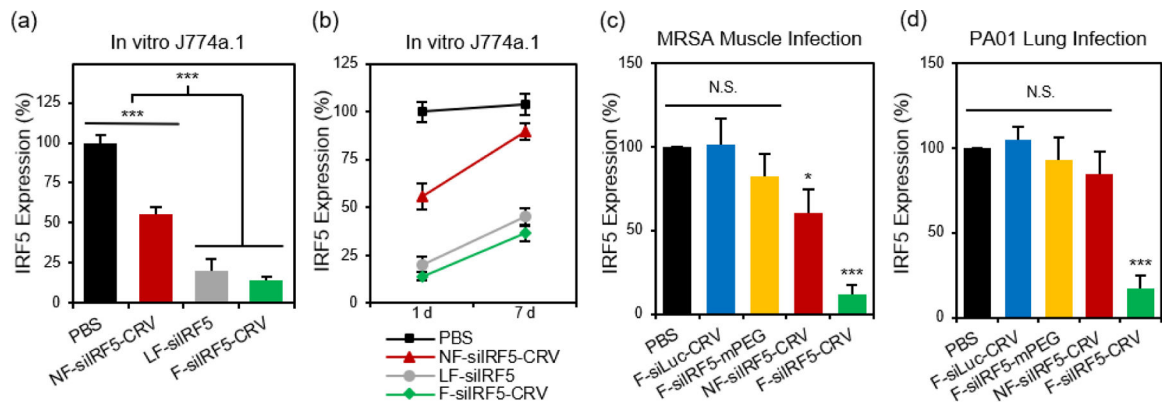 (a)
In vitro J774a.1
IRF5 Expression (%)
125
100
75
50
25
0
***
***
PBS
NF-siIRF5-CRV
LF-siIRF5
F-siIRF5-CRV
(b)
In vitro J774a.1
IRF5 Expression (%)
125
100
75
50
25
0
1 d
7 d
PBS
NF-siIRF5-CRV
LF-siIRF5
F-siIRF5-CRV
(c)
MRSA Muscle Infection
IRF5 Expression (%)
150
100
50
0
N.S.
*
***
PBS
F-siLuc-CRV
F-siIRF5-mPEG
NF-siIRF5-CRV
F-siIRF5-CRV
(d)
PA01 Lung Infection
IRF5 Expression (%)
150
100
50
0
N.S.
***
PBS
F-siLuc-CRV
F-siIRF5-mPEG
NF-siIRF5-CRV
F-siIRF5-CRV